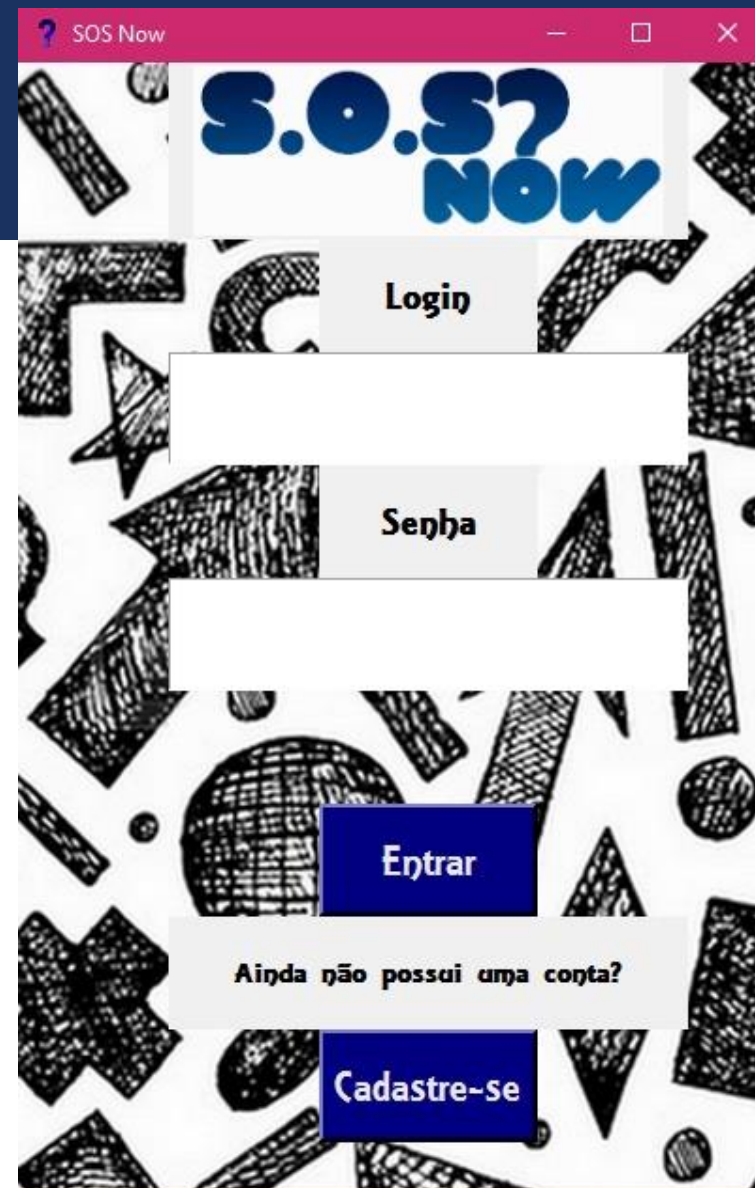 SOS Now
S.O.S?
NOW
Login
Senha
Entrar
Ainda não possui uma conta?
Cadastre-se